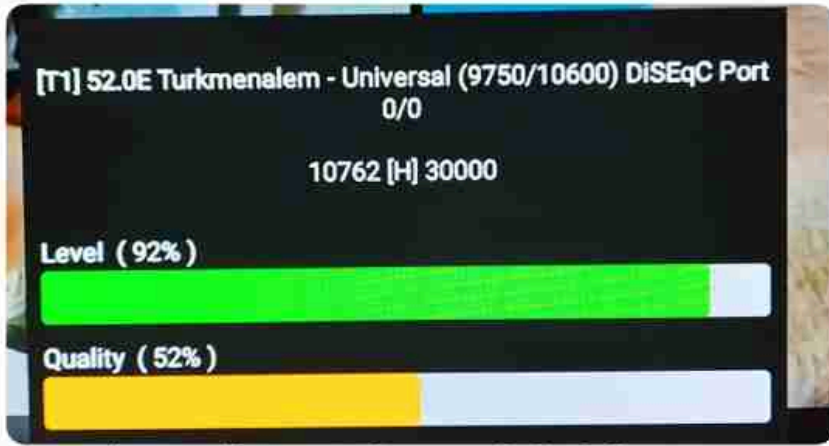 [T1] 52.0E Turkmenalem - Universal (9750/10600) DiSEqC Port
0/0
10762 [H] 30000
Level ( 92% )
Quality ( 52% )